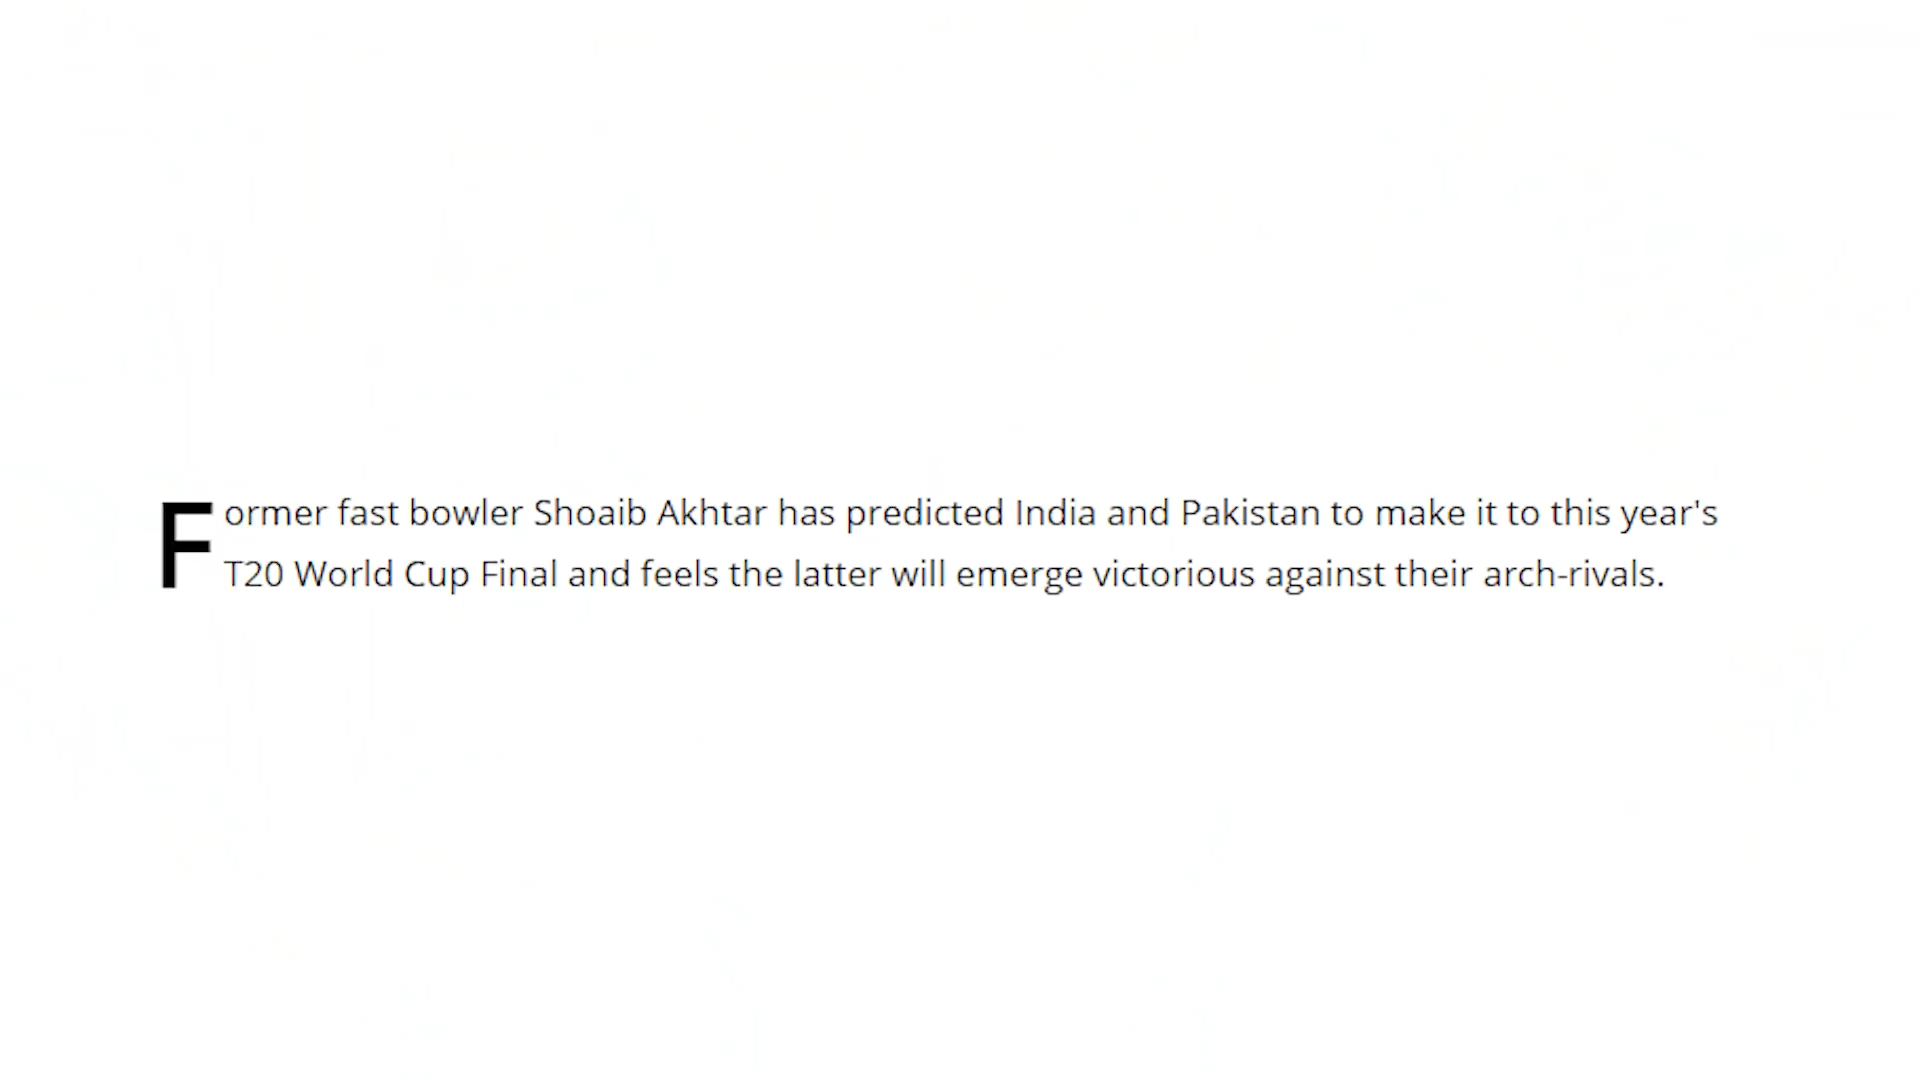 Former fast bowler Shoaib Akhtar has predicted India and Pakistan to make it to this year's
T20 World Cup Final and feels the latter will emerge victorious against their arch-rivals.